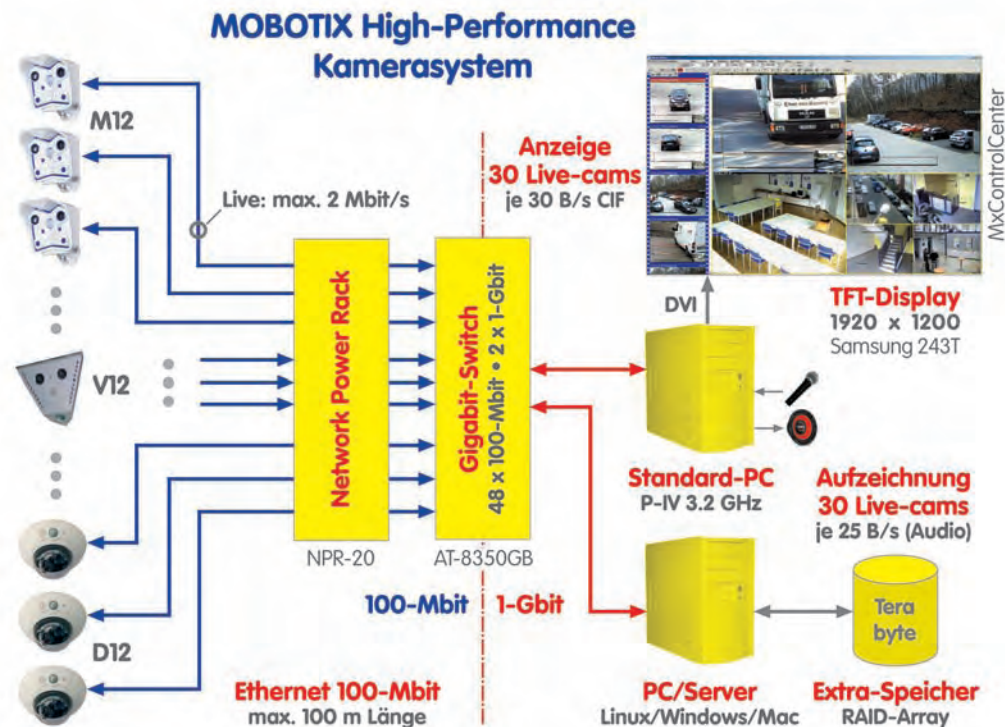 MOBOTIX High-Performance
Kamerasystem
M12
Live: max. 2 Mbit/s
Anzeige
30 Live-cams
je 30 B/s CIF
MxControlCenter
DVI
TFT-Display
1920 x 1200
Samsung 243T
V12
Network Power Rack
Gigabit-Switch
48 x 100-Mbit • 2 x 1-Gbit
NPR-20
AT-8350GB
Standard-PC
P-IV 3.2 GHz
Aufzeichnung
30 Live-cams
je 25 B/s (Audio)
100-Mbit
1-Gbit
Tera
byte
D12
Ethernet 100-Mbit
max. 100 m Länge
PC/Server
Linux/Windows/Mac
Extra-Speicher
RAID-Array